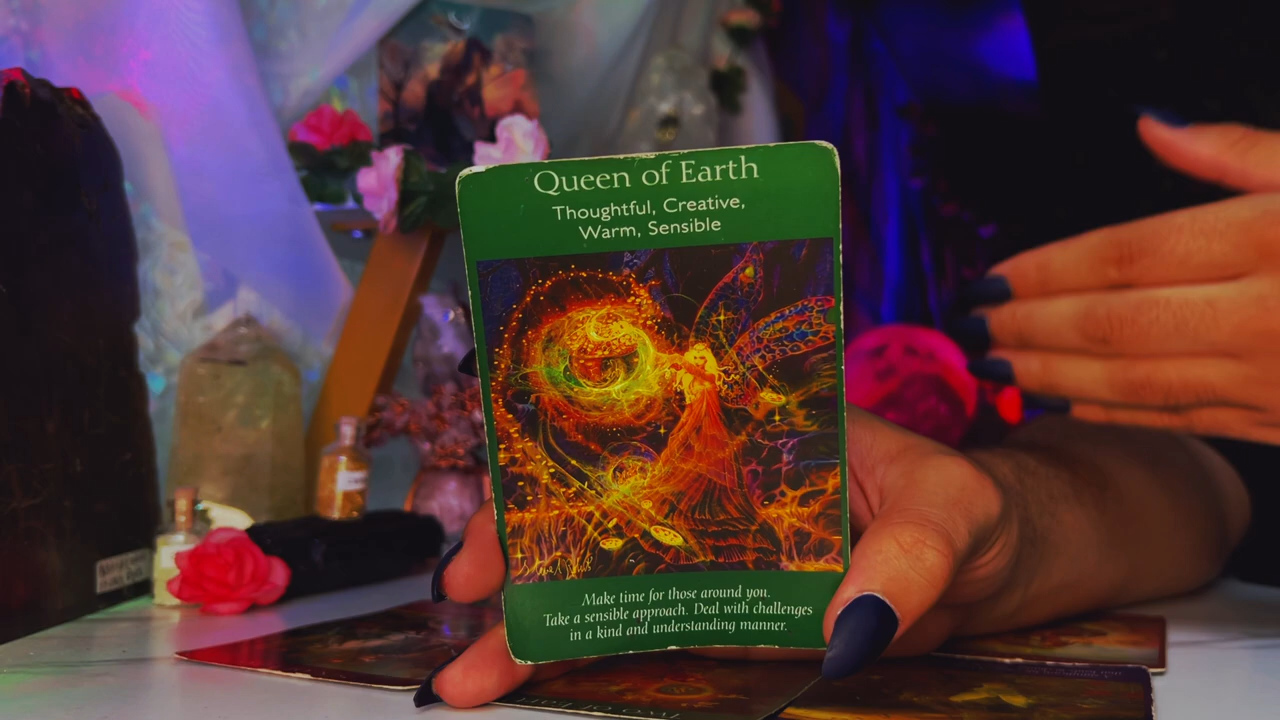 Queen of Earth
Thoughtful, Creative,
Warm, Sensible
Make time for those around you.
Take a sensible approach. Deal with challenges
in a kind and understanding manner.